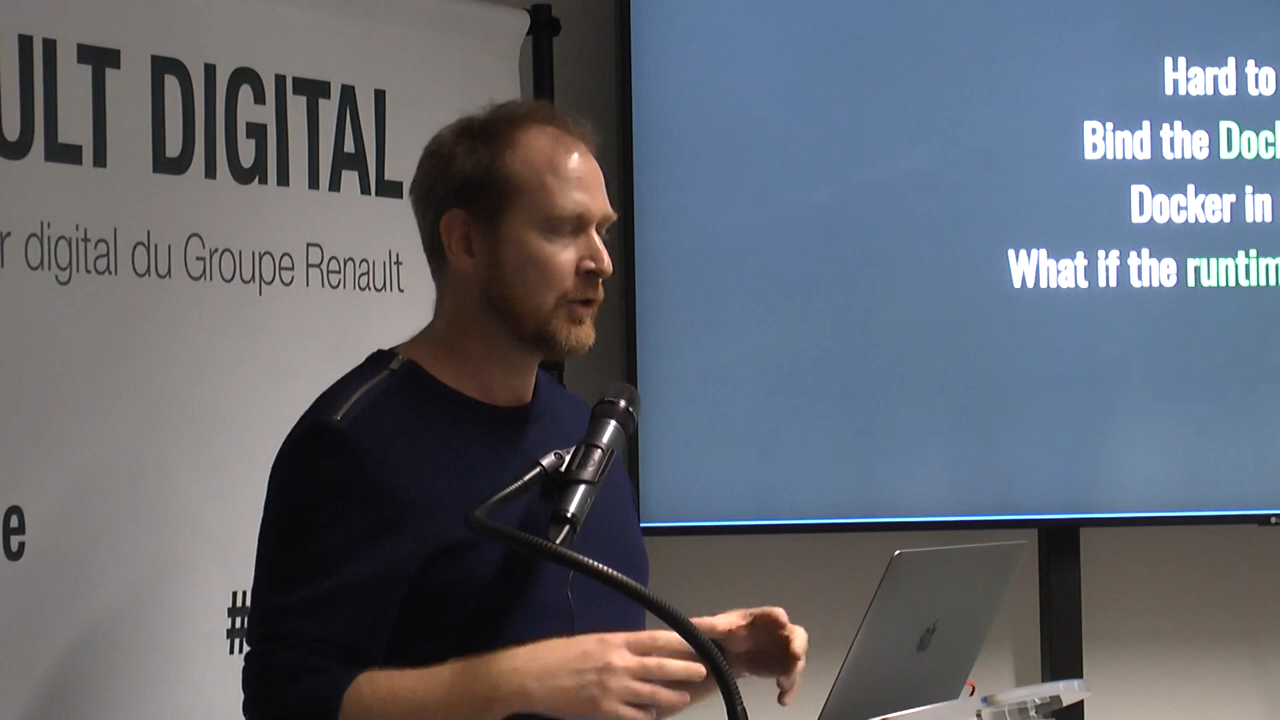 ULT DIGITAL
r digital du Groupe Renault
e
#
Hard to
Bind the Doc
Docker in
What if the runtim